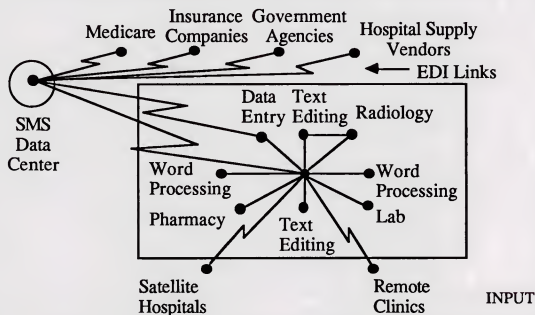 Medicare
Insurance
Companies
Government
Agencies
Hospital Supply
Vendors
EDI Links
SMS
Data
Center
Data
Entry
Text
Editing
Radiology
Word
Processing
Word
Processing
Pharmacy
Text
Editing
Lab
Satellite
Hospitals
Remote
Clinics
INPUT